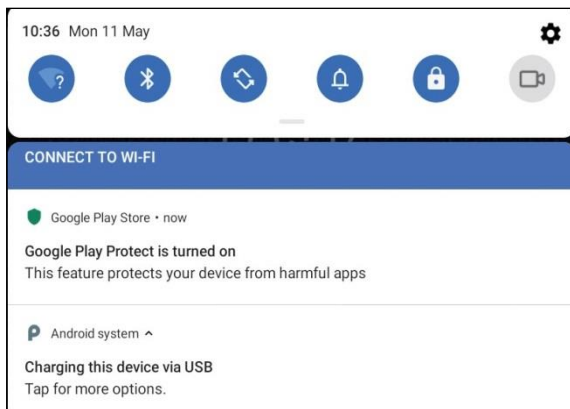 10:36 Mon 11 May
?
CONNECT TO WI-FI
Google Play Store • now
Google Play Protect is turned on
This feature protects your device from harmful apps
Android system
Charging this device via USB
Tap for more options.